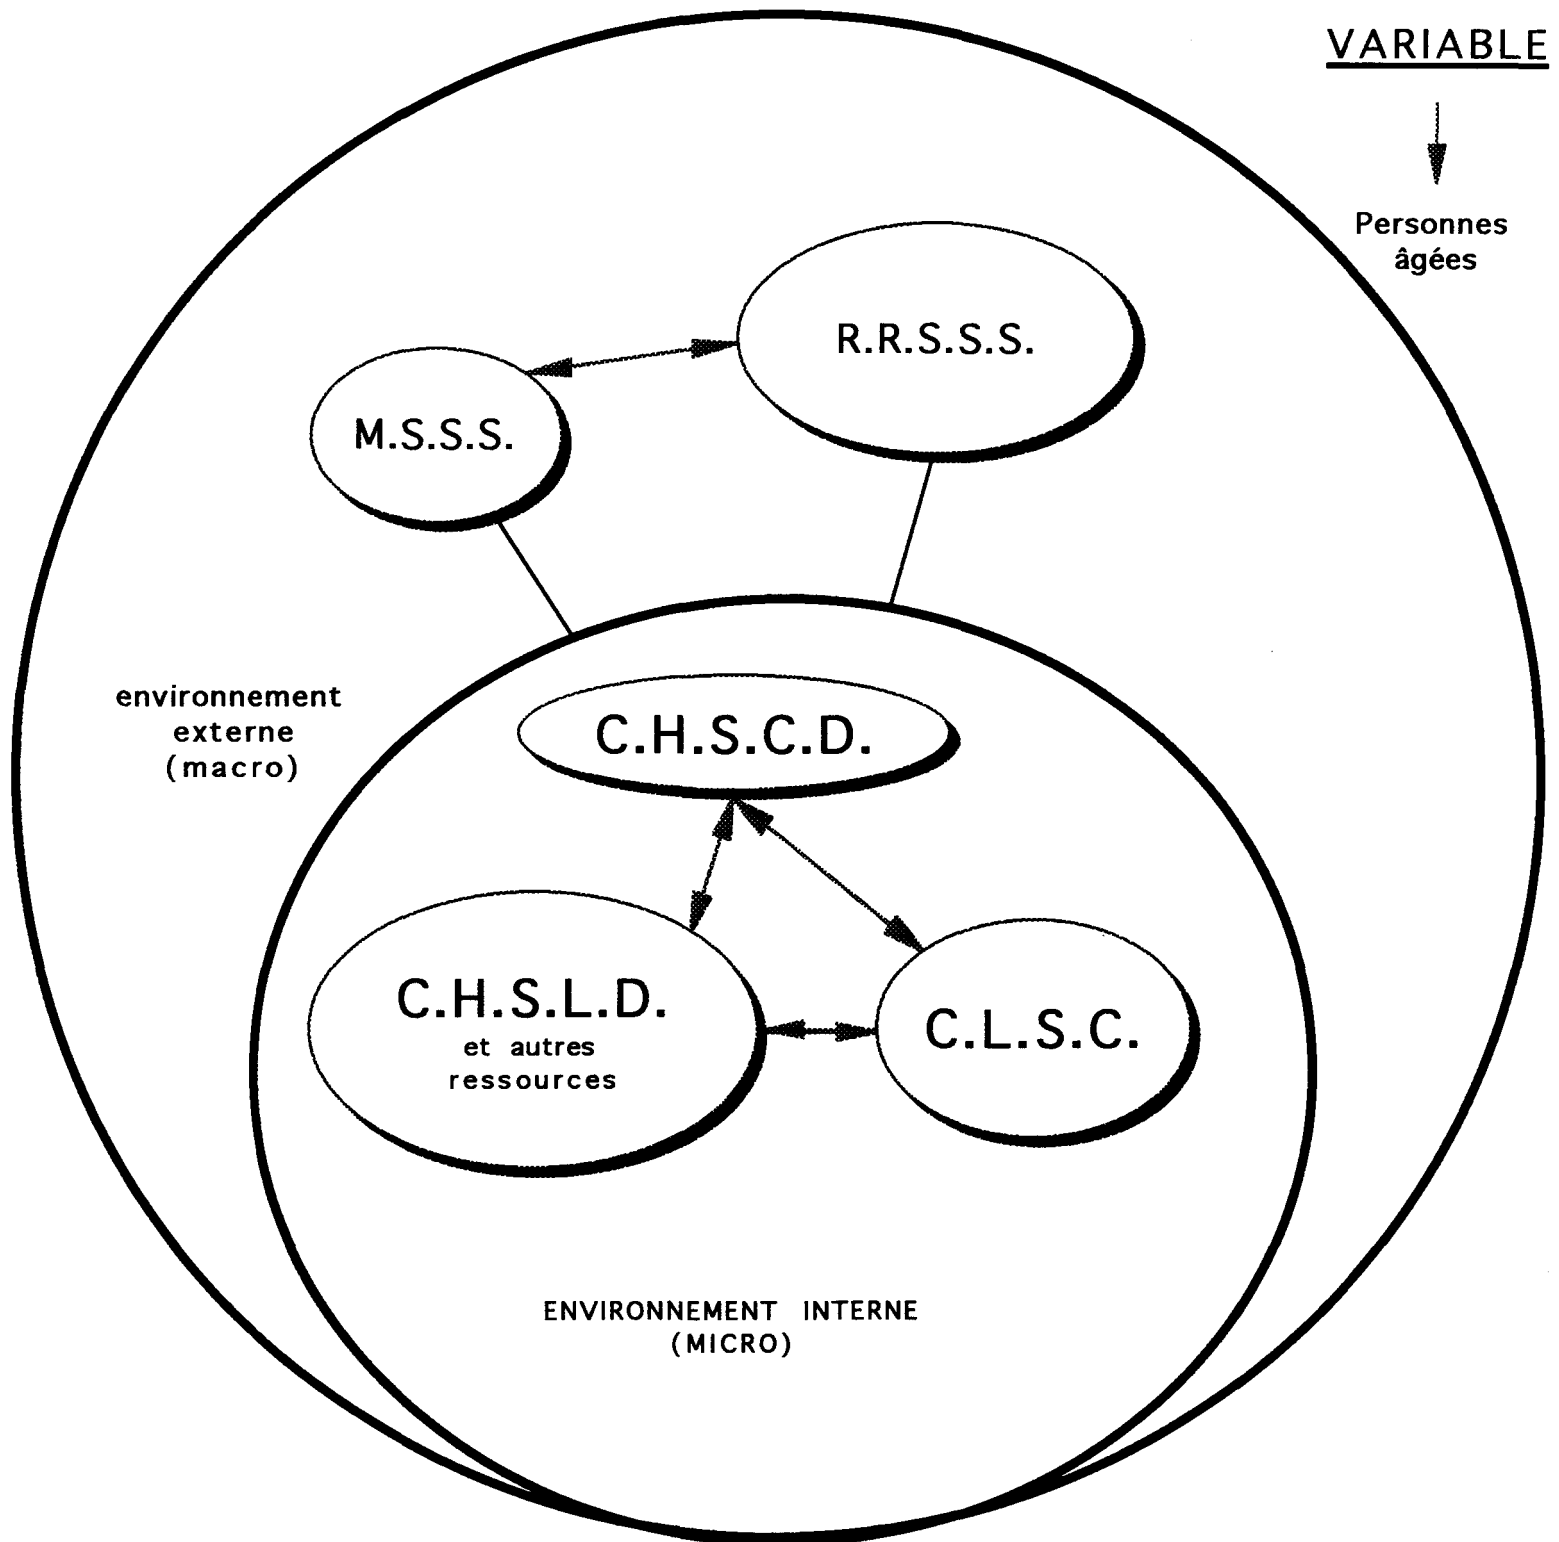 VARIABLE
Personnes
âgées
R.R.S.S.S.
M.S.S.S.
environnement
externe
(macro)
C.H.S.C.D.
C.H.S.L.D.
et autres
ressources
C.L.S.C.
ENVIRONNEMENT INTERNE
(MICRO)